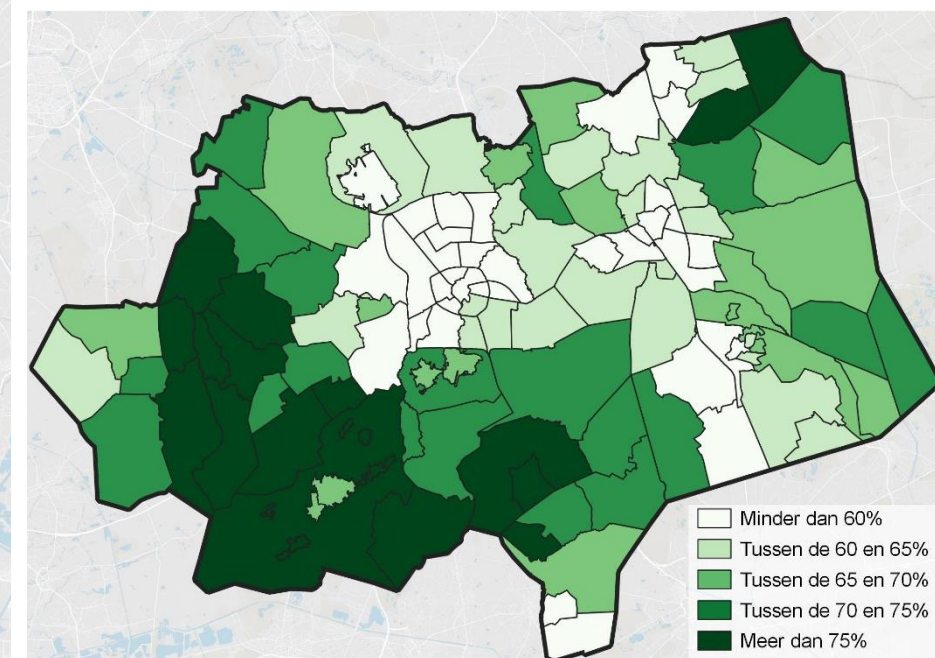 Minder dan 60%
Tussen de 60 en 65%
Tussen de 65 en 70%
Tussen de 70 en 75%
Meer dan 75%